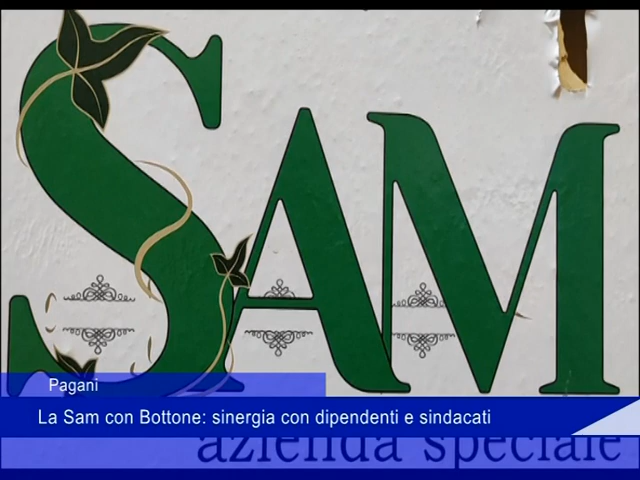 SAM
Pagani
La Sam con Bottone: sinergia con dipendenti e sindacati
azienda speciale